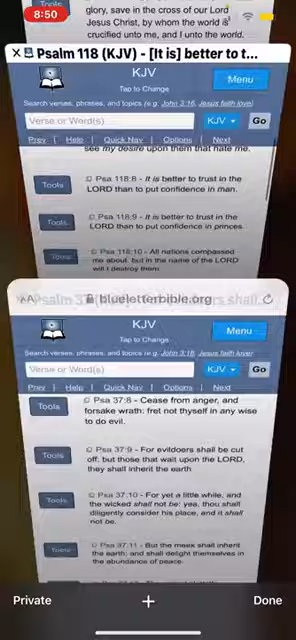 8:50
Tools
glory, save in the cross of our Lord
Jesus Christ, by whom the world is
crucified unto me, and I unto the world.
Psalm 118 (KJV) - [It is] better to t...
KJV
Tap to Change
Menu
Search verses, phrases, and topics (e.g. John 3:16, Jesus faith love)
Verse or Word(s)
KJV
Go
Prev
Help
Quick Nav
Options
Next
see my desire upon them that hate me.
Tools
Psa 118:8 - It is better to trust in the
LORD than to put confidence in man.
Tools
Psa 118:9 - It is better to trust in the
LORD than to put confidence in princes.
Tools
Psa 118:10 - All nations compassed
me about: but in the name of the LORD
will I destroy them.
AA
blueletterbible.org
KJV
Tap to Change
Menu
Search verses, phrases, and topics (e.g. John 3:16, Jesus faith love)
Verse or Word(s)
KJV
Go
Prev
Help
Quick Nav
Options
Next
Tools
Psa 37:8 - Cease from anger, and
forsake wrath: fret not thyself in any wise
to do evil.
Tools
Psa 37:9 - For evildoers shall be cut
off: but those that wait upon the LORD,
they shall inherit the earth
Tools
Psa 37:10 - For yet a little while, and
the wicked shall not be: yea, thou shalt
diligently consider his place, and it shall
not be.
Tools
Psa 37:11 - But the meek shall inherit
the earth; and shall delight themselves in
the abundance of peace.
Private
+
Done